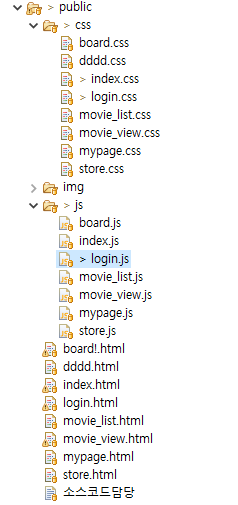 > public
> css
board.css
dddd.css
> index.css
> login.css
movie_list.css
movie_view.css
mypage.css
store.css
img
> js
board.js
index.js
> login.js
movie_list.js
movie_view.js
mypage.js
store.js
board!.html
dddd.html
index.html
login.html
movie_list.html
movie_view.html
mypage.html
store.html
소스코드담당